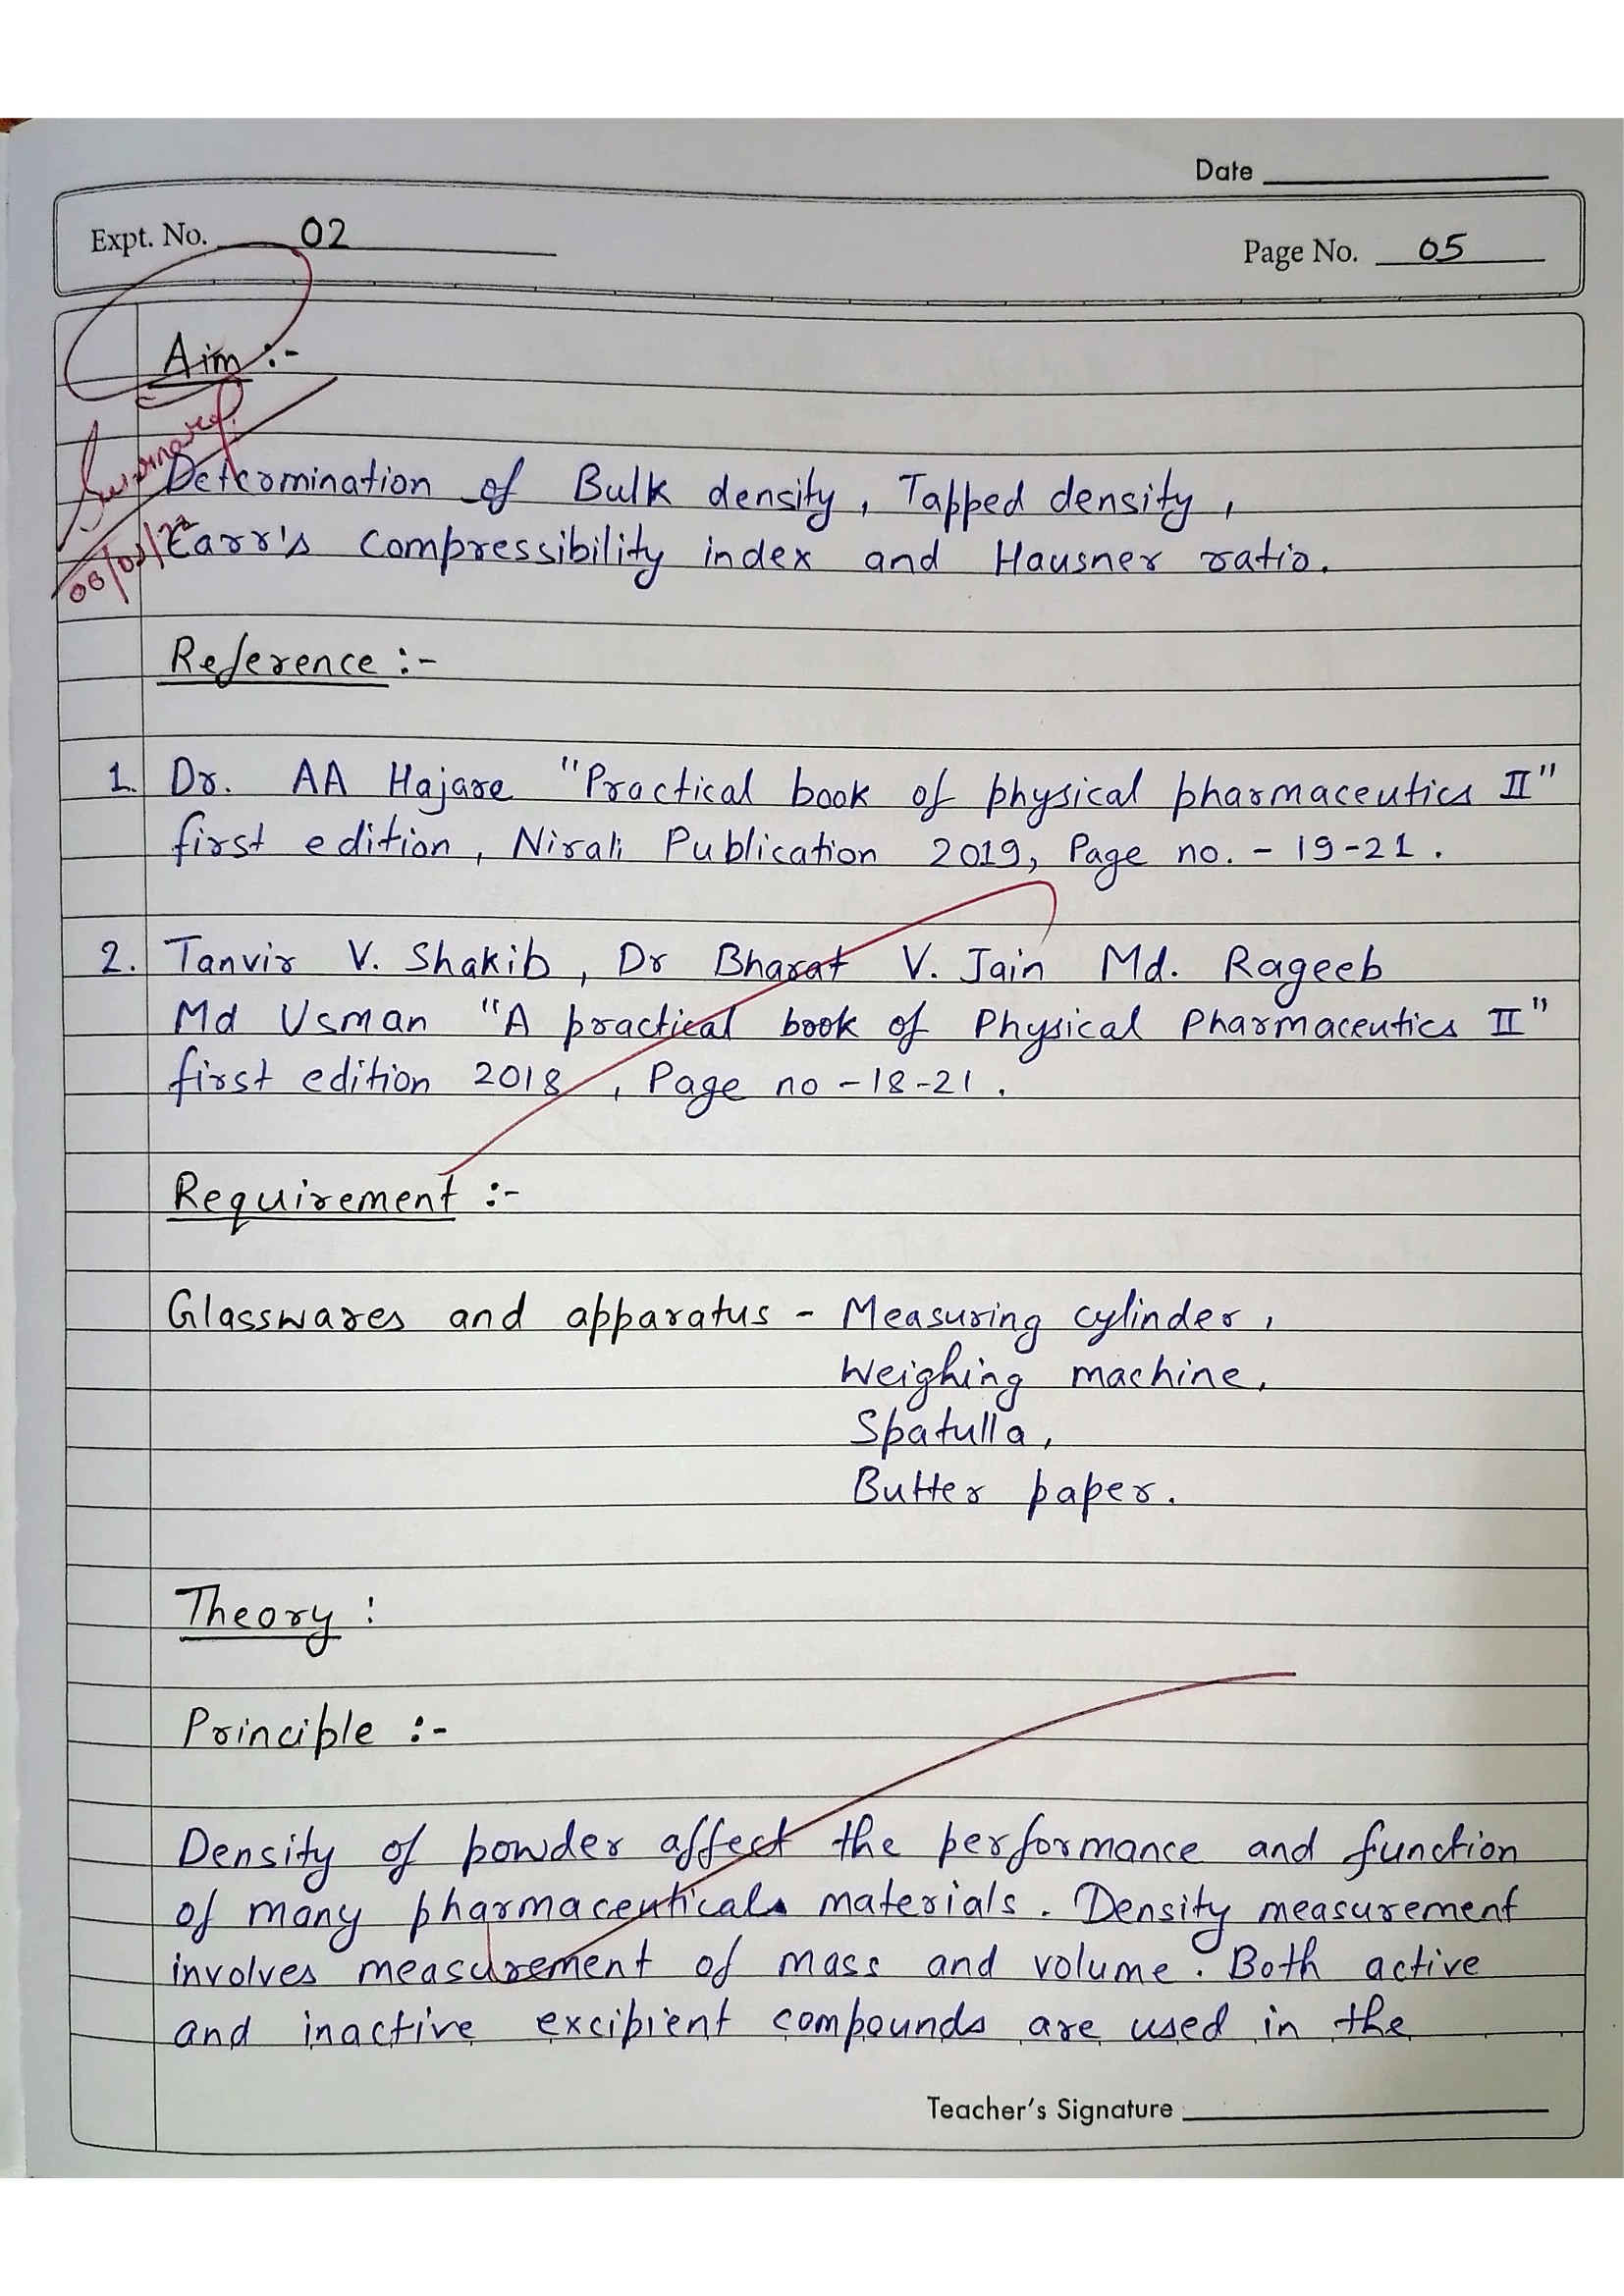 Date
Expt. No. 02
Page No. 05
Aim :-
Determination of Bulk density, Tapped density,
Carr's compressibility index and Hausner ratio.
Reference :-
1. Dr. AA Hajare "Practical book of physical pharmaceutics II"
first edition, Nirali Publication 2019, Page no. - 19-21.
2. Tanvir V. Shakib, Dr Bharat V. Jain Md. Rageeb
Md Usman "A practical book of Physical Pharmaceutics II"
first edition 2018, Page no - 18-21.
Requirement :-
Glasswares and apparatus - Measuring cylinder,
Weighing machine,
Spatulla,
Butter paper.
Theory :
Principle :-
Density of powder affect the performance and function
of many pharmaceuticals materials. Density measurement
involves measurement of mass and volume. Both active
and inactive excipient compounds are used in the
Teacher's Signature